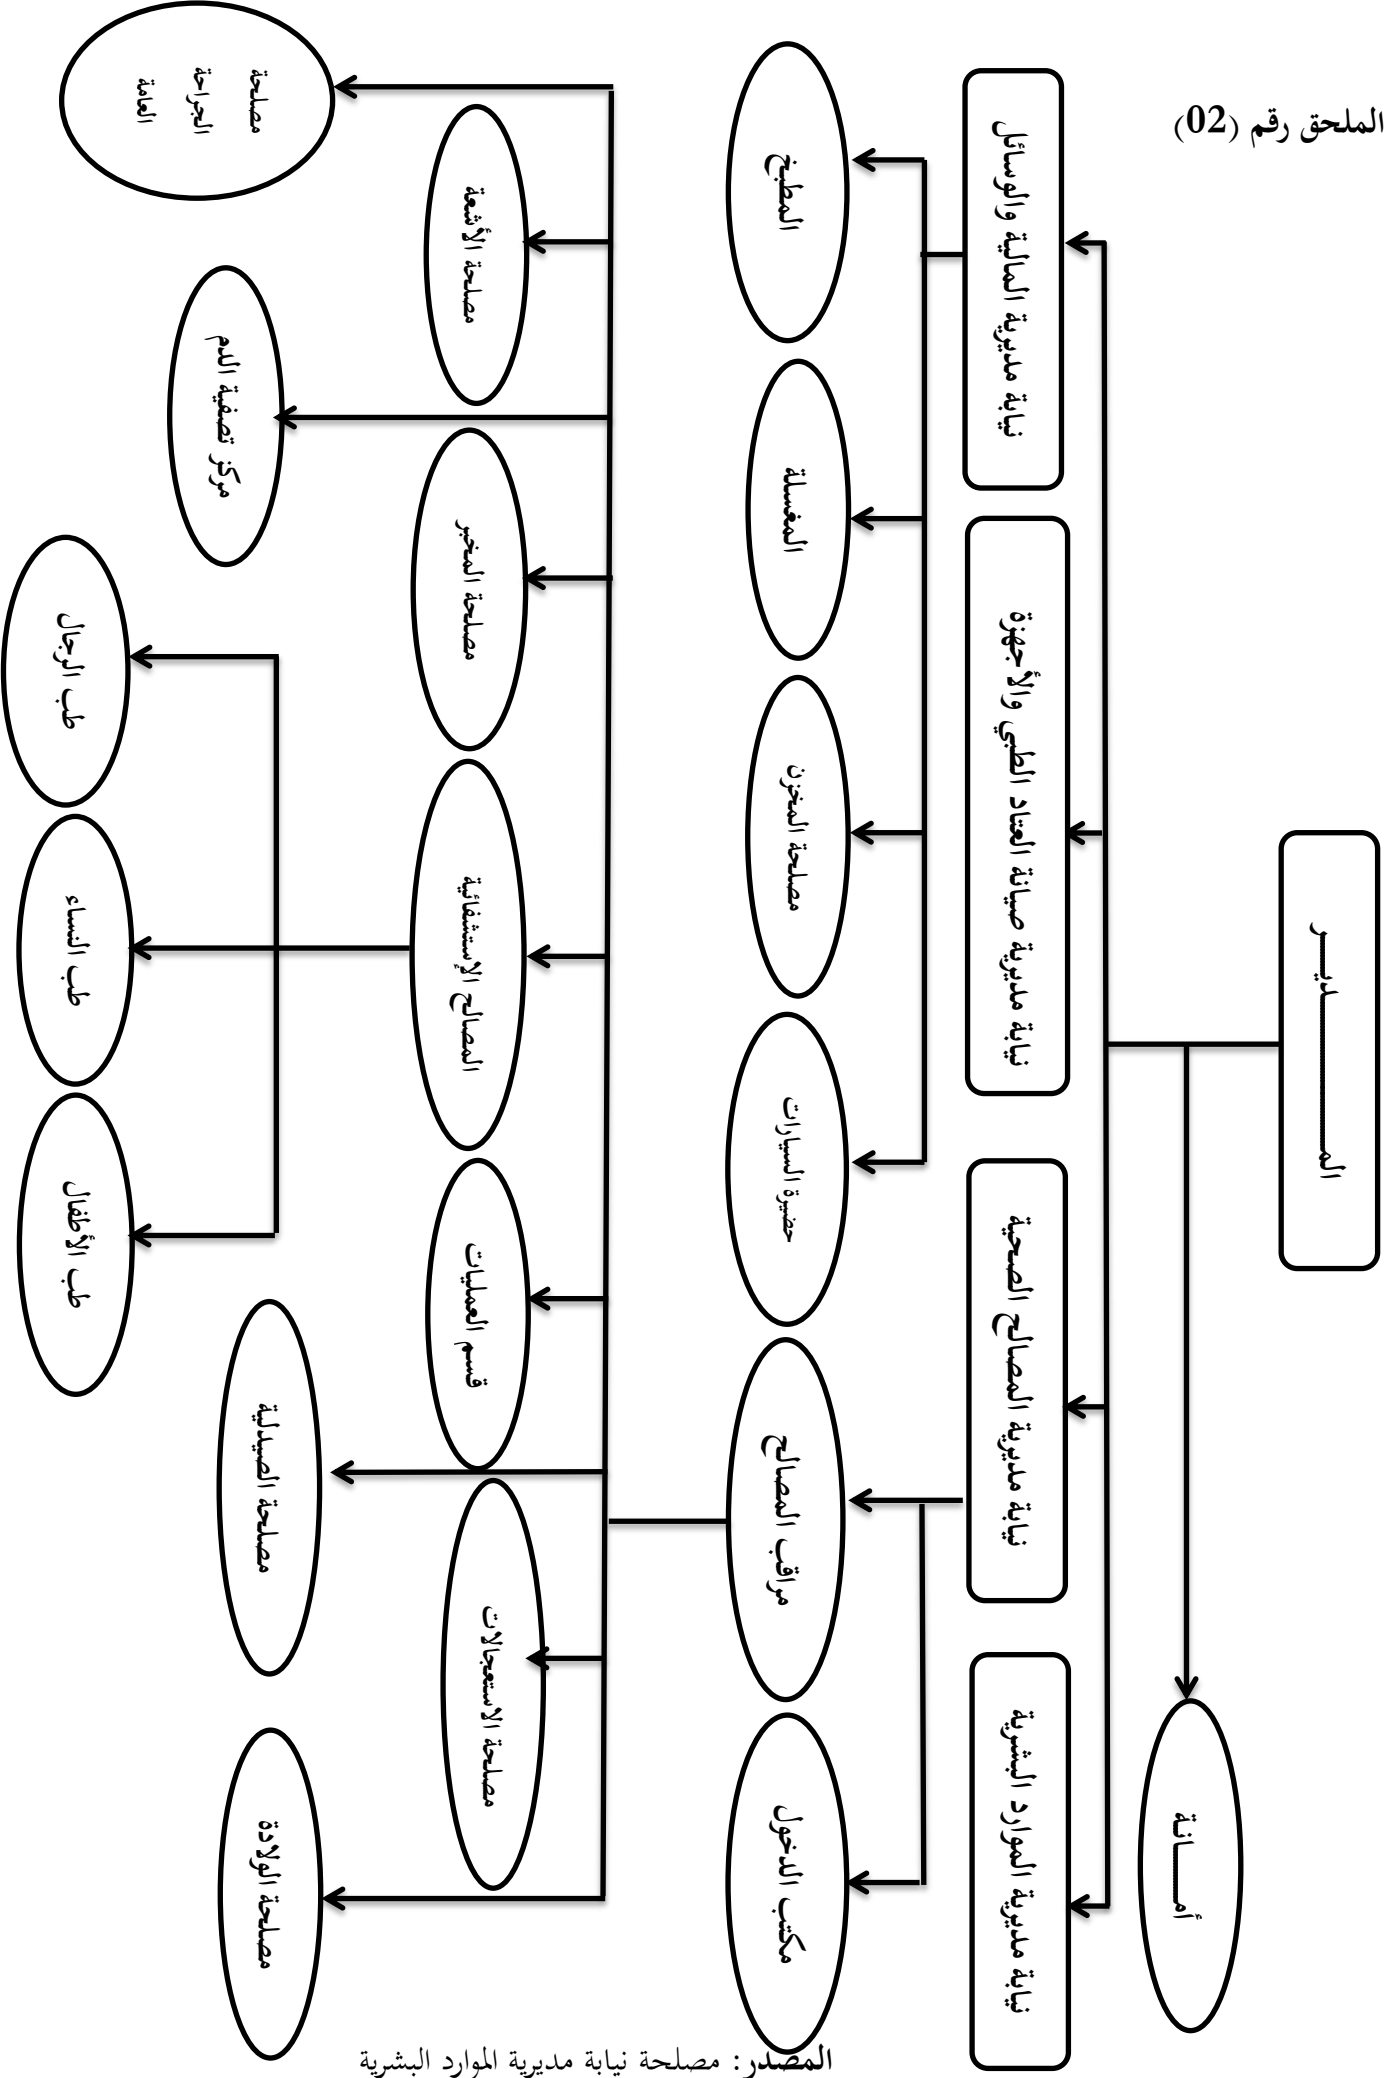 الملحق رقم (02)
المـــــــــــــدير
أمــــانة
نيابة مديرية الموارد البشرية
نيابة مديرية المصالح الصحية
نيابة مديرية صيانة العتاد الطبي والأجهزة
نيابة مديرية المالية والوسائل
مكتب الدخول
مراقب المصالح
حضيرة السيارات
مصلحة المخزن
المغسلة
المطبخ
مصلحة الاستعجالات
قسم العمليات
المصالح الإستشفائية
مصلحة المخبر
مصلحة الأشعة
مصلحة الولادة
مصلحة الصيدلية
مركز تصفية الدم
مصلحة
الجراحة
العامة
طب الأطفال
طب النساء
طب الرجال
المصدر: مصلحة نيابة مديرية الموارد البشرية